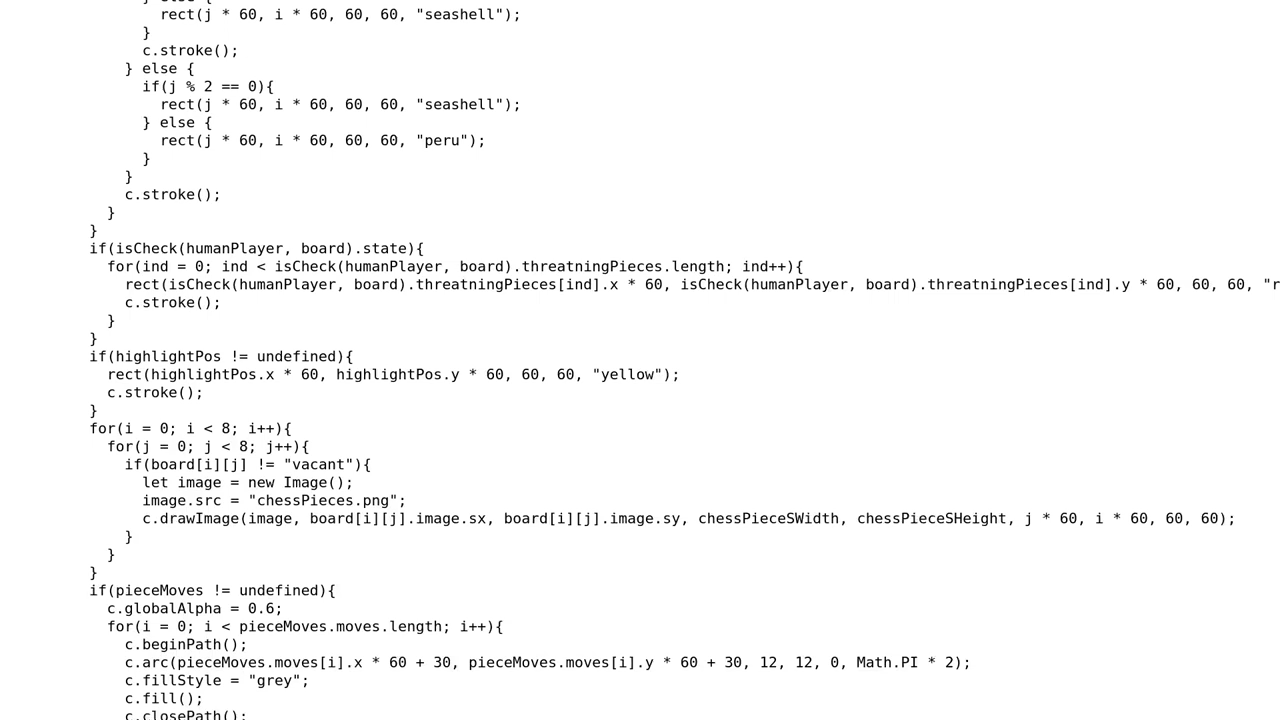 } else {
rect(j * 60, i * 60, 60, 60, "seashell");
}
c.stroke();
} else {
if(j % 2 == 0){
rect(j * 60, i * 60, 60, 60, "seashell");
} else {
rect(j * 60, i * 60, 60, 60, "peru");
}
}
c.stroke();
}
}
if(isCheck(humanPlayer, board).state){
for(ind = 0; ind < isCheck(humanPlayer, board).threatningPieces.length; ind++){
rect(isCheck(humanPlayer, board).threatningPieces[ind].x * 60, isCheck(humanPlayer, board).threatningPieces[ind].y * 60, 60, 60, "r
c.stroke();
}
}
if(highlightPos != undefined){
rect(highlightPos.x * 60, highlightPos.y * 60, 60, 60, "yellow");
c.stroke();
}
for(i = 0; i < 8; i++){
for(j = 0; j < 8; j++){
if(board[i][j] != "vacant"){
let image = new Image();
image.src = "chessPieces.png";
c.drawImage(image, board[i][j].image.sx, board[i][j].image.sy, chessPieceSWidth, chessPieceSHeight, j * 60, i * 60, 60, 60);
}
}
}
if(pieceMoves != undefined){
c.globalAlpha = 0.6;
for(i = 0; i < pieceMoves.moves.length; i++){
c.beginPath();
c.arc(pieceMoves.moves[i].x * 60 + 30, pieceMoves.moves[i].y * 60 + 30, 12, 12, 0, Math.PI * 2);
c.fillStyle = "grey";
c.fill();
c.closePath();